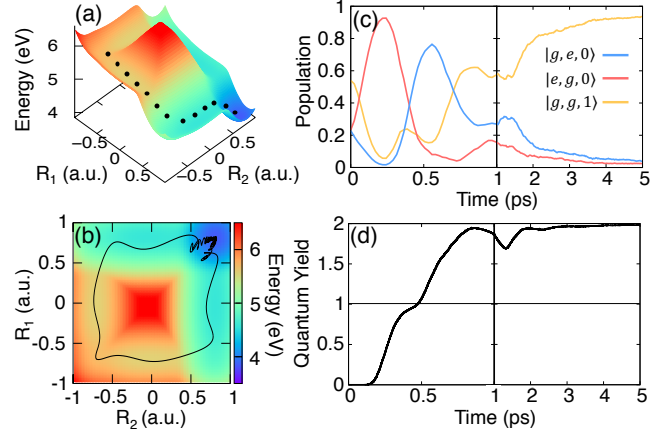 (a)
Energy (eV)
6
5
4
−0.5
0
0.5
R1 (a.u.)
−0.5
0
0.5
R2 (a.u.)
(c)
Population
1
0.8
0.6
0.4
0.2
0
|g, e, 0⟩
|e, g, 0⟩
|g, g, 1⟩
0 0.5 1 2 3 4 5
Time (ps)
(b)
R1 (a.u.)
1
0.5
0
-0.5
-1
-1 -0.5 0 0.5 1
R2 (a.u.)
6
5
4
Energy (eV)
(d)
Quantum Yield
2
1
0
0 0.5 1 2 3 4 5
Time (ps)